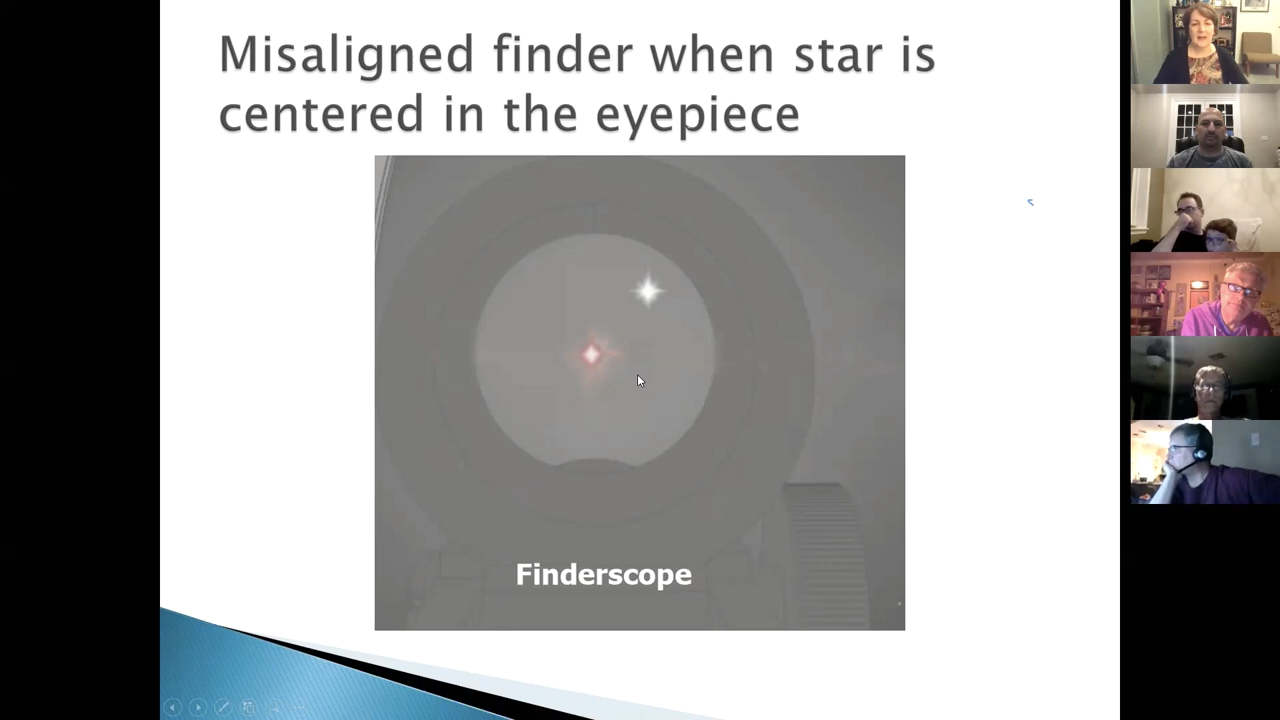 Misaligned finder when star is
centered in the eyepiece
Finderscope